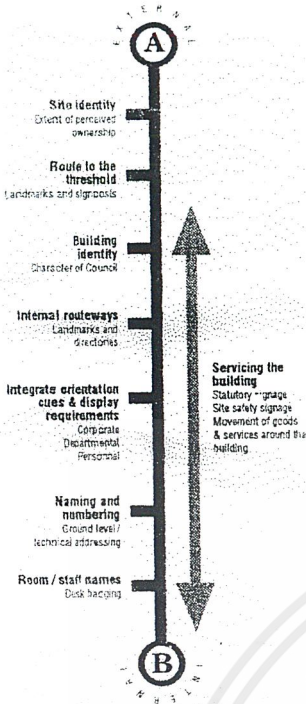 EXTERNAL
A
Site identity
Extent of perceived
ownership
Route to the
threshold
Landmarks and signposts
Building
identity
Character of Council
Internal routeways
Landmarks and
directories
Integrate orientation
cues & display
requirements
Corporate
Departmental
Personnel
Servicing the
building
Statutory signage
Site safety signage
Movement of goods
& services around the
building
Naming and
numbering
Ground level /
technical addressing
Room / staff names
Desk badging
B
INTERNAL